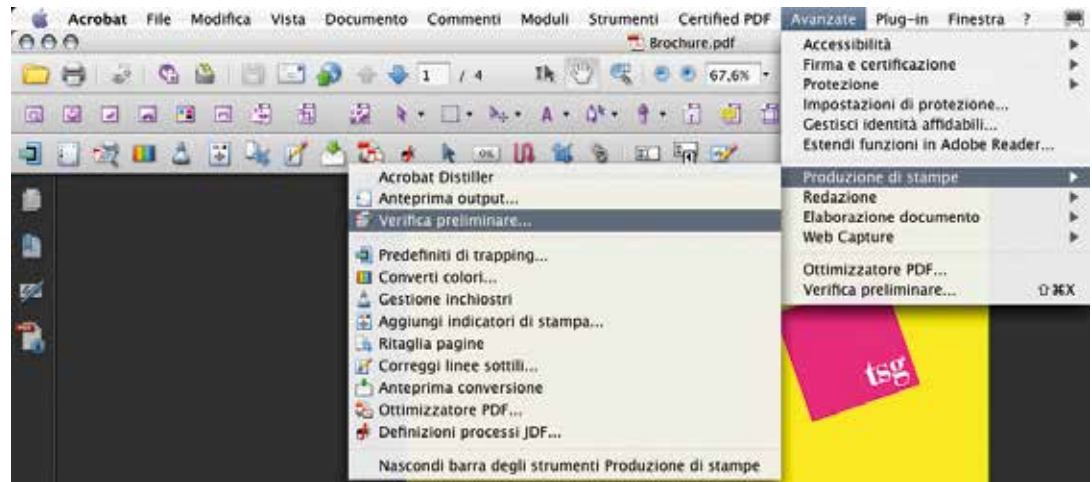 Acrobat File Modifica Vista Documento Commenti Moduli Strumenti Certified PDF Avanzate Plug-in Finestra ?
Brochure.pdf
1 / 4 67,6%
Accessibilità
Firma e certificazione
Protezione
Impostazioni di protezione...
Gestisci identità affidabili...
Estendi funzioni in Adobe Reader...
Produzione di stampe
Redazione
Elaborazione documento
Web Capture
Ottimizzatore PDF...
Verifica preliminare... ⇧⌘X
Acrobat Distiller
Anteprima output...
Verifica preliminare...
Predefiniti di trapping...
Converti colori...
Gestione inchiostri
Aggiungi indicatori di stampa...
Ritaglia pagine
Correggi linee sottili...
Anteprima conversione
Ottimizzatore PDF...
Definizioni processi JDF...
Nascondi barra degli strumenti Produzione di stampe
tsg